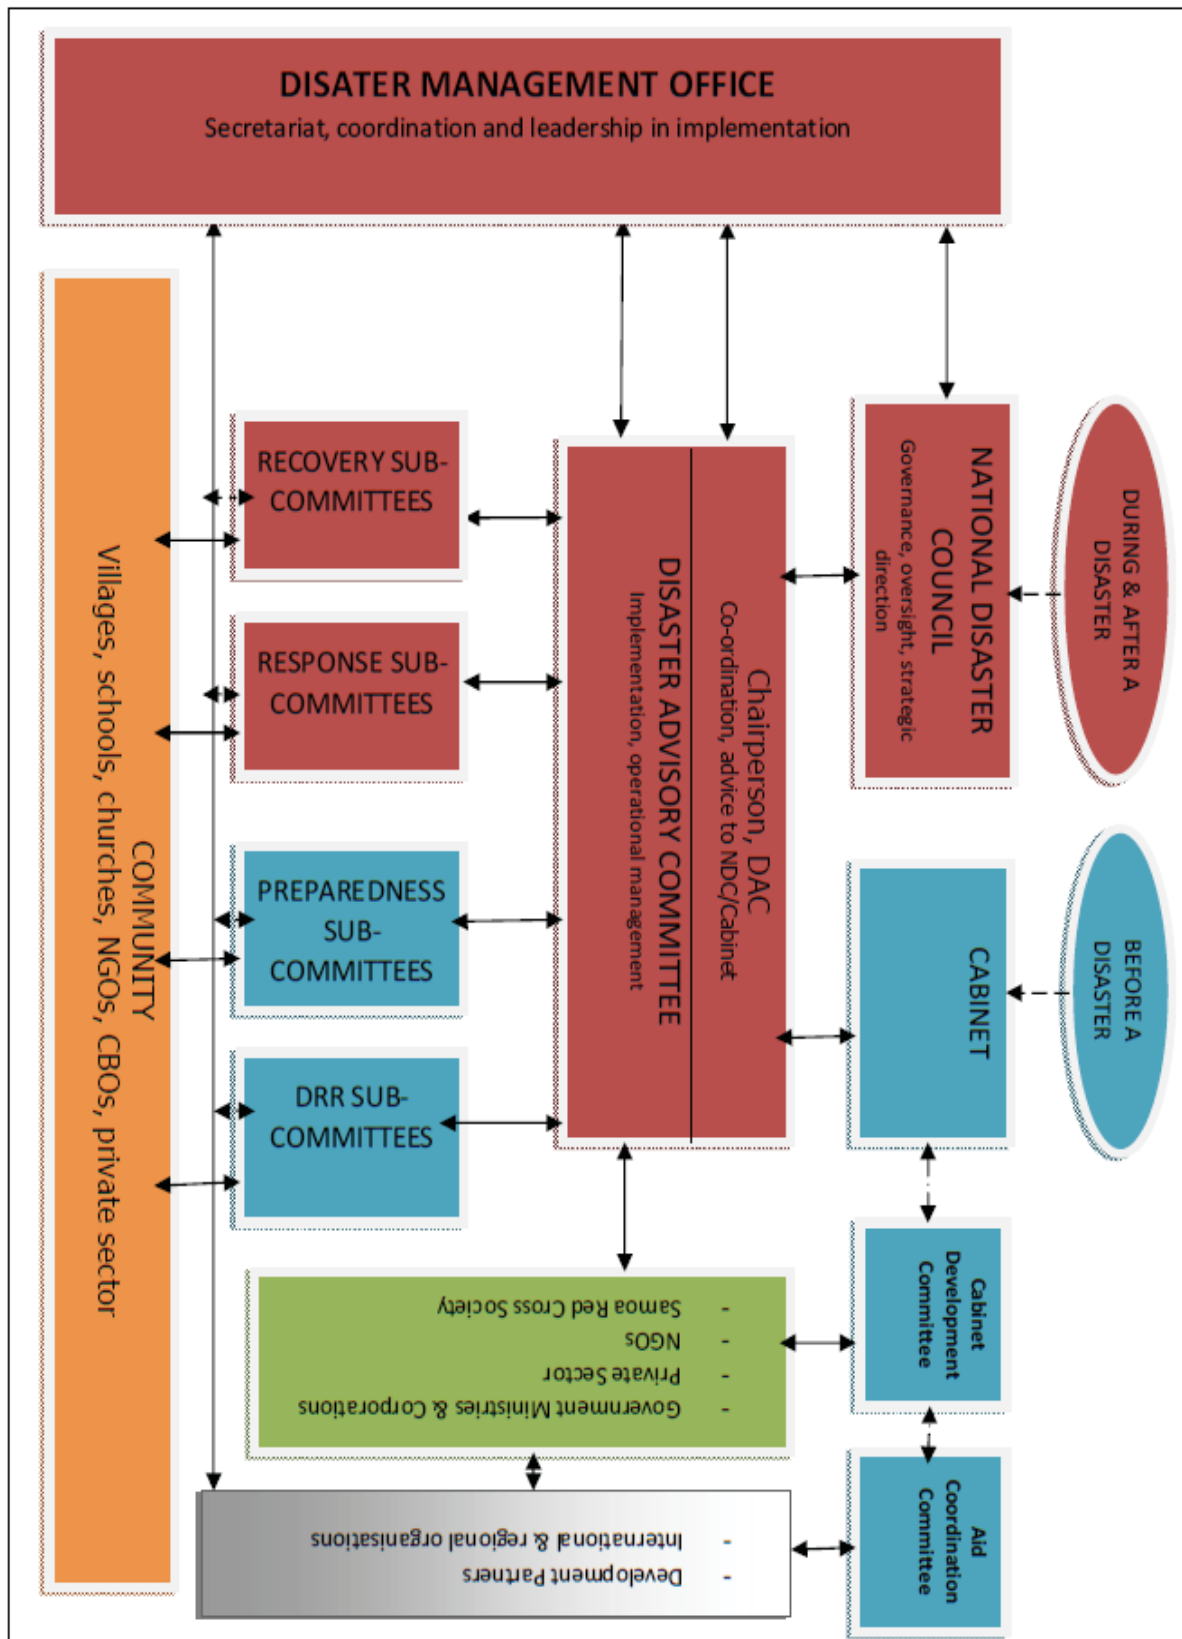 DISATER MANAGEMENT OFFICE
Secretariat, coordination and leadership in implementation
DURING & AFTER A
DISASTER
BEFORE A
DISASTER
NATIONAL DISASTER
COUNCIL
Governance, oversight, strategic
direction
CABINET
Cabinet
Development
Committee
Aid
Coordination
Committee
Chairperson, DAC
Co-ordination, advice to NDC/Cabinet
DISASTER ADVISORY COMMITTEE
Implementation, operational management
- Samoa Red Cross Society
- NGOs
- Private Sector
- Government Ministries & Corporations
- International & regional organisations
- Development Partners
RECOVERY SUB-
COMMITTEES
RESPONSE SUB-
COMMITTEES
PREPAREDNESS
SUB-
COMMITTEES
DRR SUB-
COMMITTEES
COMMUNITY
Villages, schools, churches, NGOs, CBOs, private sector